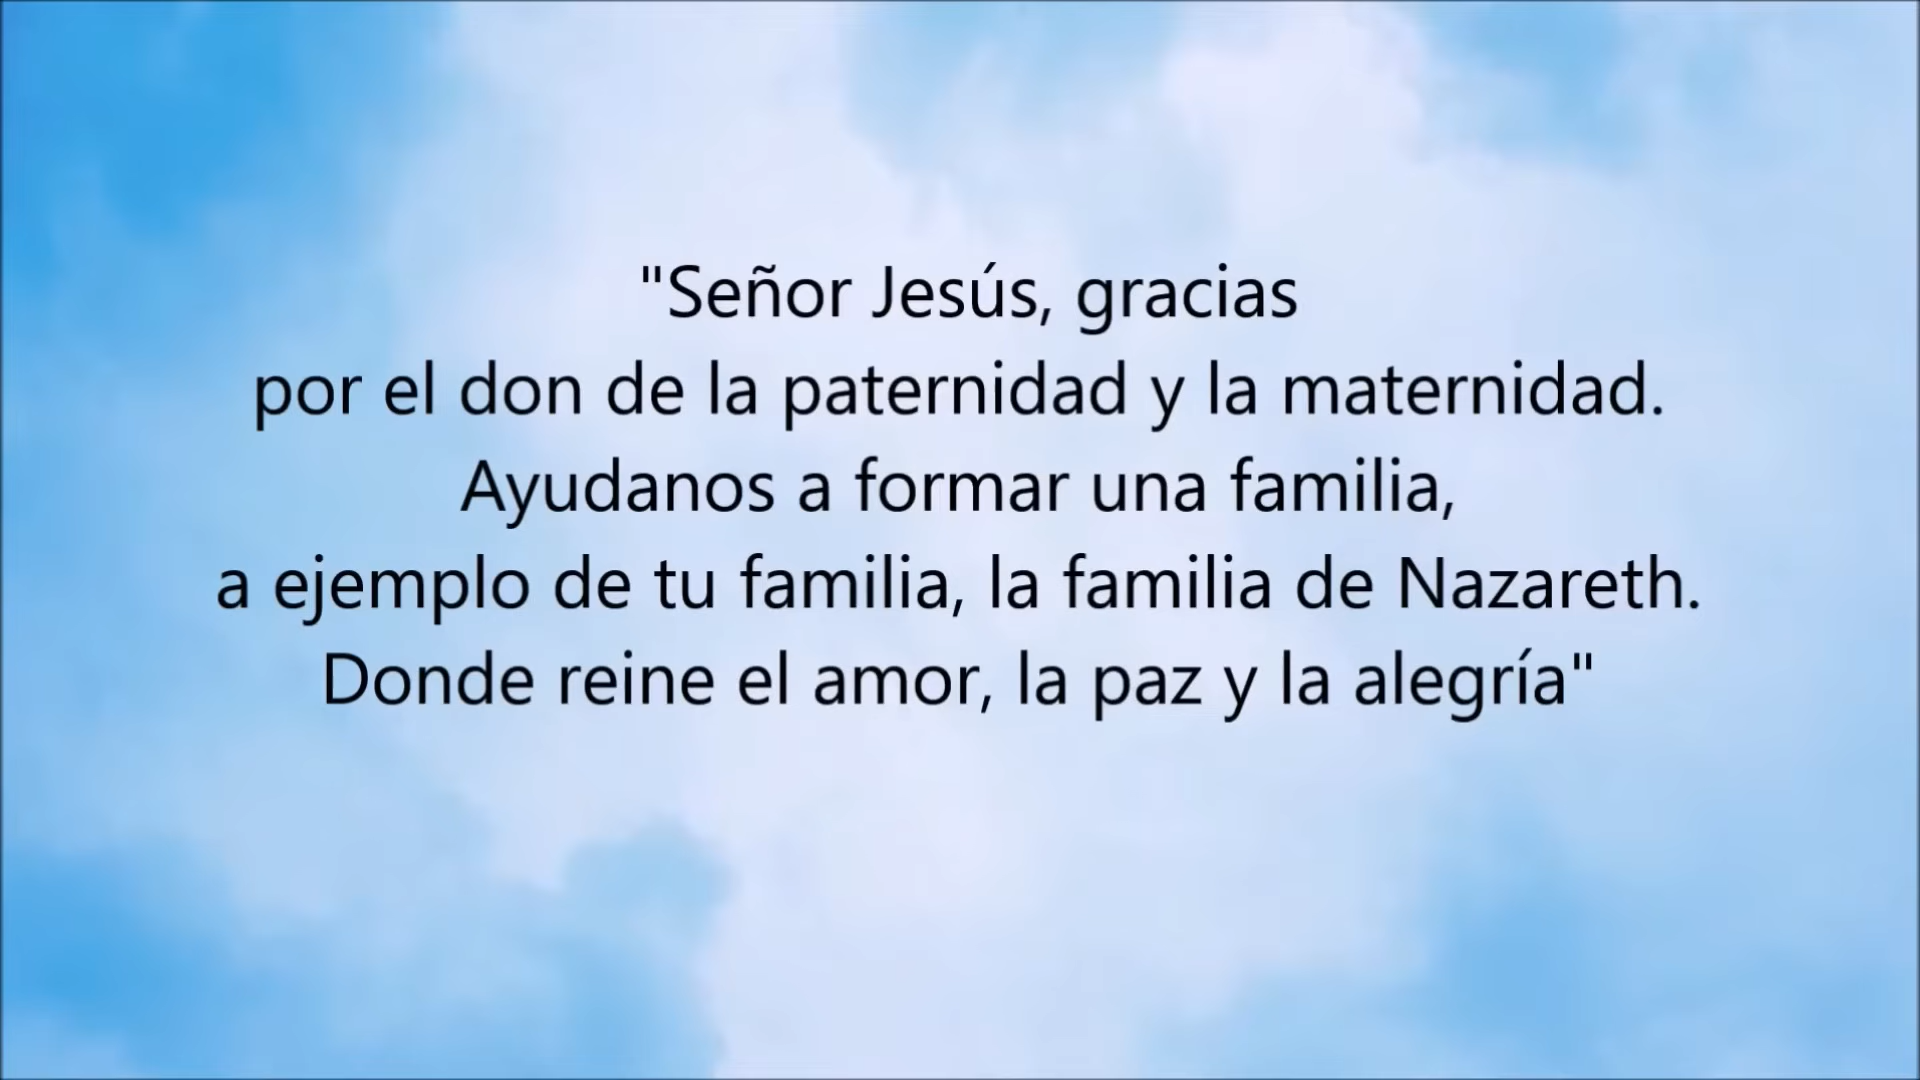 "Señor Jesús, gracias
por el don de la paternidad y la maternidad.
Ayudanos a formar una familia,
a ejemplo de tu familia, la familia de Nazareth.
Donde reine el amor, la paz y la alegría"